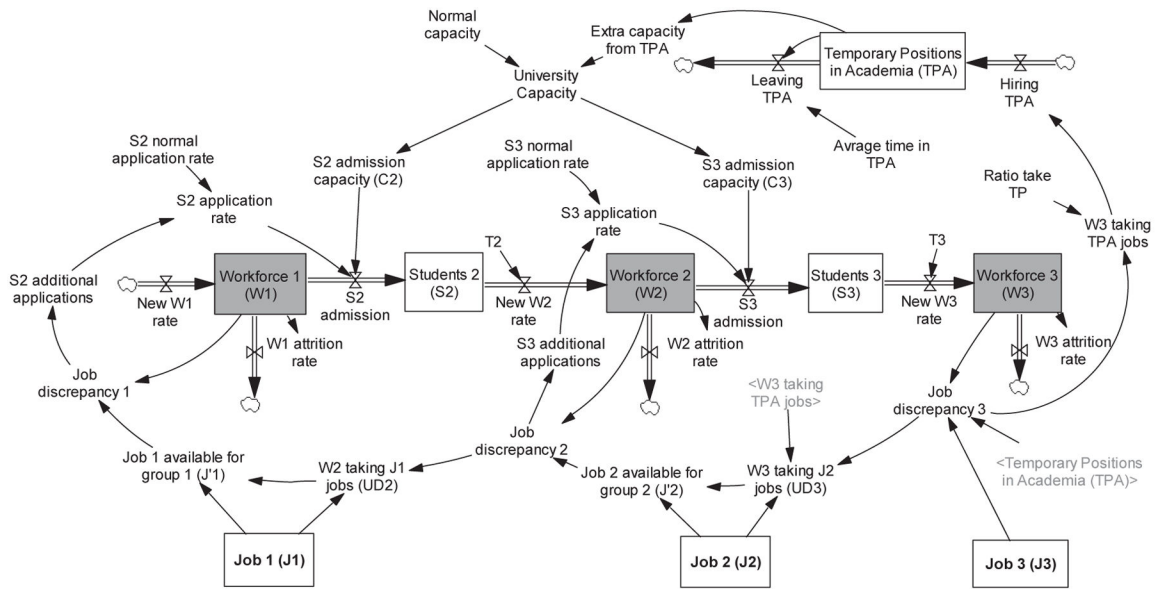 Normal
capacity
Extra capacity
from TPA
Temporary Positions
in Academia (TPA)
Leaving
TPA
Hiring
TPA
University
Capacity
S2 normal
application rate
S3 normal
application rate
Avrage time in
TPA
S2 admission
capacity (C2)
S3 admission
capacity (C3)
Ratio take
TP
S2 application
rate
S3 application
rate
W3 taking
TPA jobs
S2 additional
applications
New W1
rate
Workforce 1
(W1)
S2
admission
Students 2
(S2)
T2
New W2
rate
Workforce 2
(W2)
S3
admission
Students 3
(S3)
T3
New W3
rate
Workforce 3
(W3)
W1 attrition
rate
S3 additional
applications
W2 attrition
rate
W3 attrition
rate
Job
discrepancy 1
<W3 taking
TPA jobs>
Job
discrepancy 3
Job
discrepancy 2
Job 1 available for
group 1 (J'1)
W2 taking J1
jobs (UD2)
Job 2 available for
group 2 (J'2)
W3 taking J2
jobs (UD3)
<Temporary Positions
in Academia (TPA)>
Job 1 (J1)
Job 2 (J2)
Job 3 (J3)